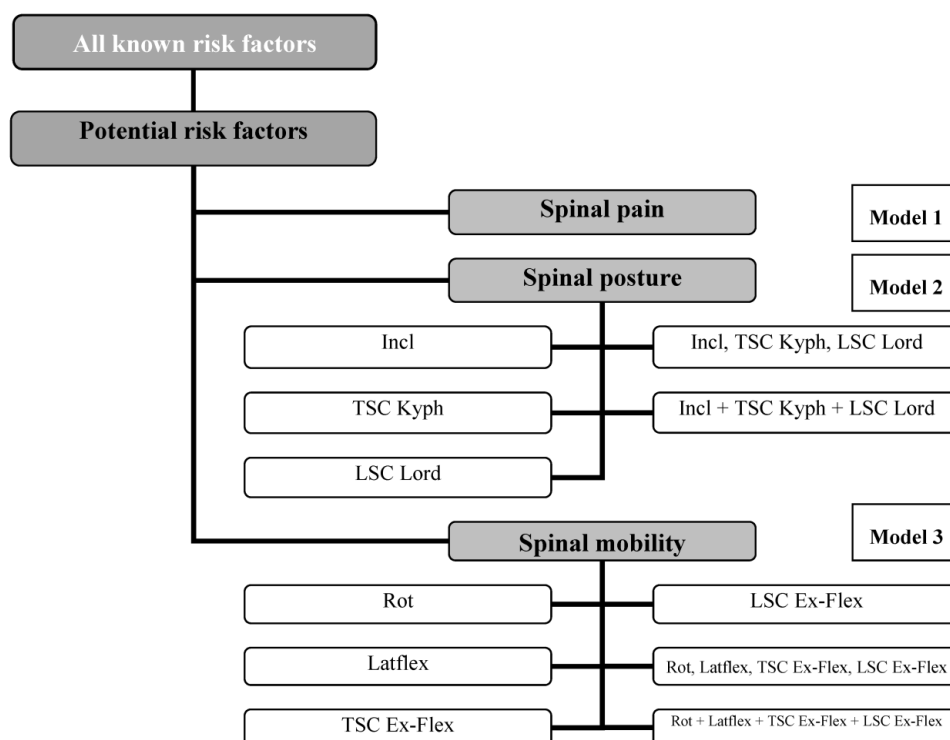 All known risk factors
Potential risk factors
Spinal pain
Model 1
Spinal posture
Model 2
Incl
Incl, TSC Kyph, LSC Lord
TSC Kyph
Incl + TSC Kyph + LSC Lord
LSC Lord
Spinal mobility
Model 3
Rot
LSC Ex-Flex
Latflex
Rot, Latflex, TSC Ex-Flex, LSC Ex-Flex
TSC Ex-Flex
Rot + Latflex + TSC Ex-Flex + LSC Ex-Flex